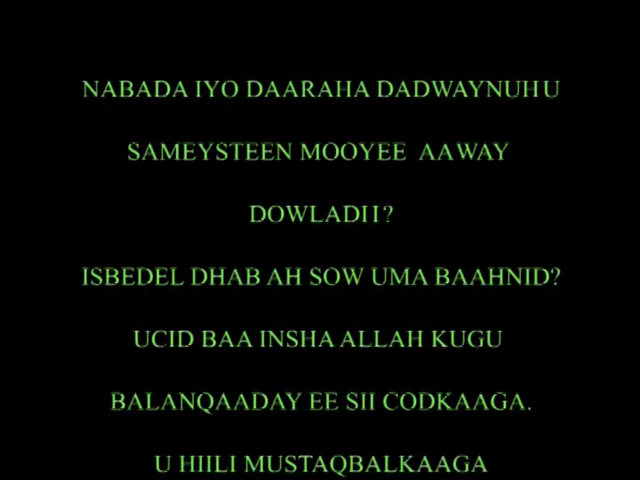 NABADA IYO DAARAHA DADWAYNUHU
SAMEYSTEEN MOOYEE AAWAY
DOWLADII?
ISBEDEL DHAB AH SOW UMA BAAHNID?
UCID BAA INSHA ALLAH KUGU
BALANQAADAY EE SII CODKAAGA.
U HIILI MUSTAQBALKAAGA